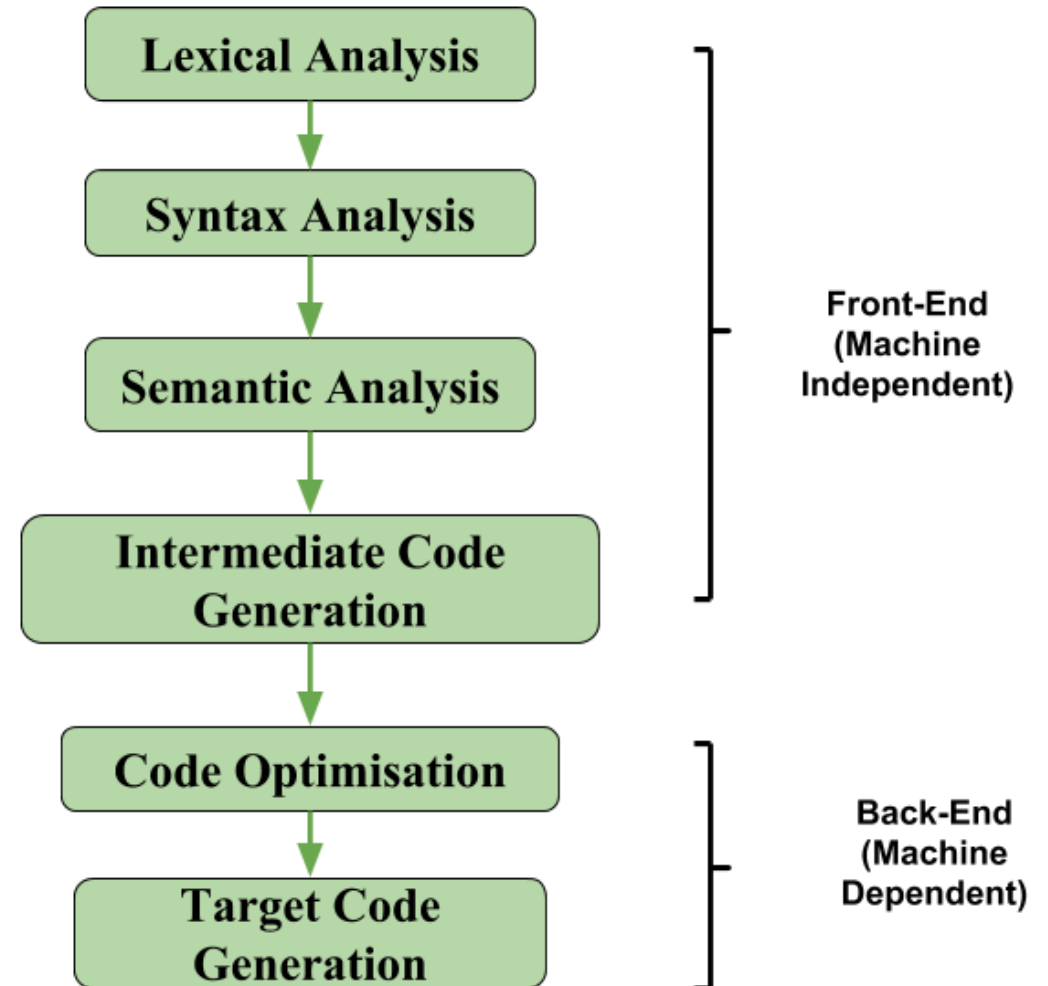 Lexical Analysis
Syntax Analysis
Semantic Analysis
Intermediate Code
Generation
Code Optimisation
Target Code
Generation
Front-End
(Machine
Independent)
Back-End
(Machine
Dependent)